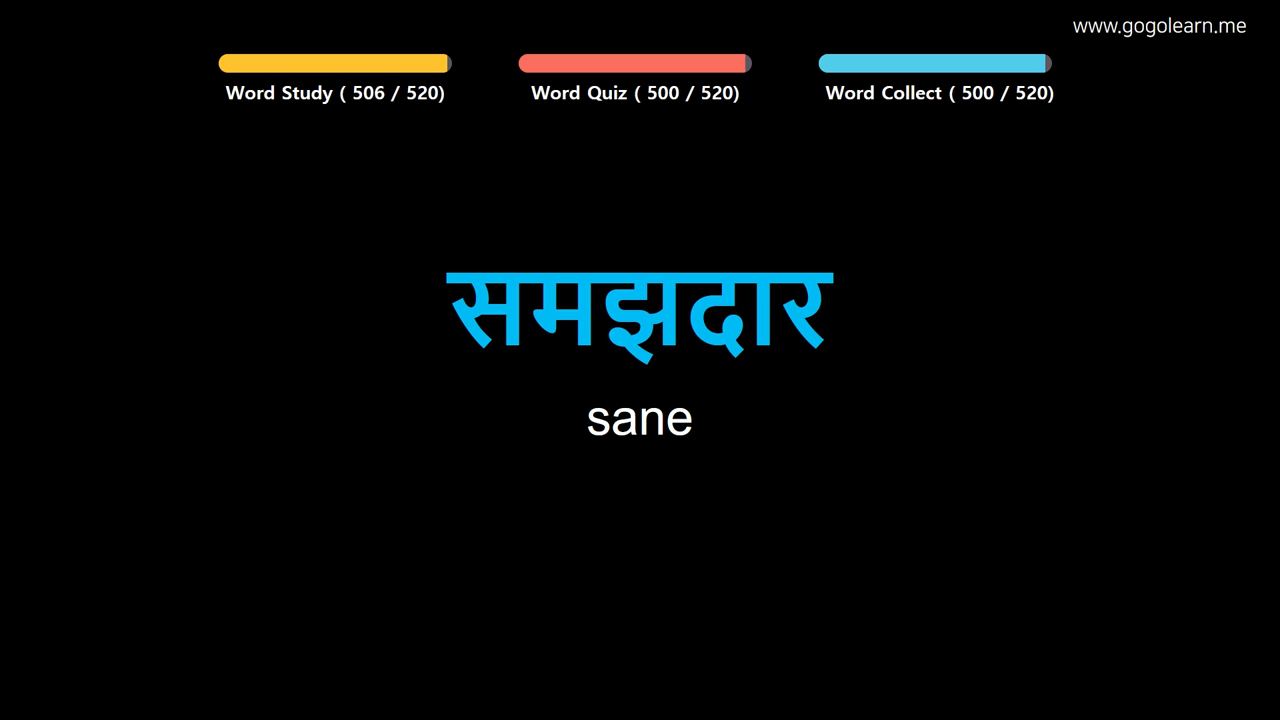 www.gogolearn.me
Word Study ( 506 / 520)
Word Quiz ( 500 / 520)
Word Collect ( 500 / 520)
समझदार
sane